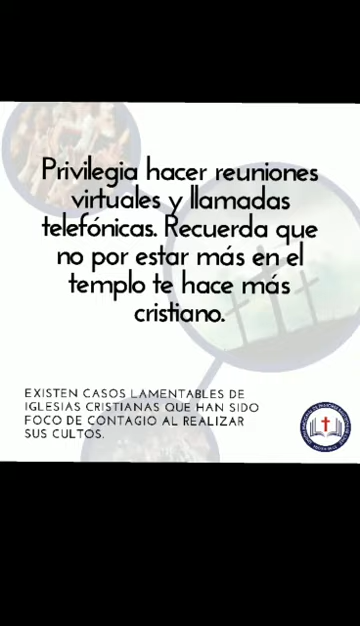 Privilegia hacer reuniones
virtuales y llamadas
telefónicas. Recuerda que
no por estar más en el
templo te hace más
cristiano.
EXISTEN CASOS LAMENTABLES DE
IGLESIAS CRISTIANAS QUE HAN SIDO
FOCO DE CONTAGIO AL REALIZAR
SUS CULTOS.